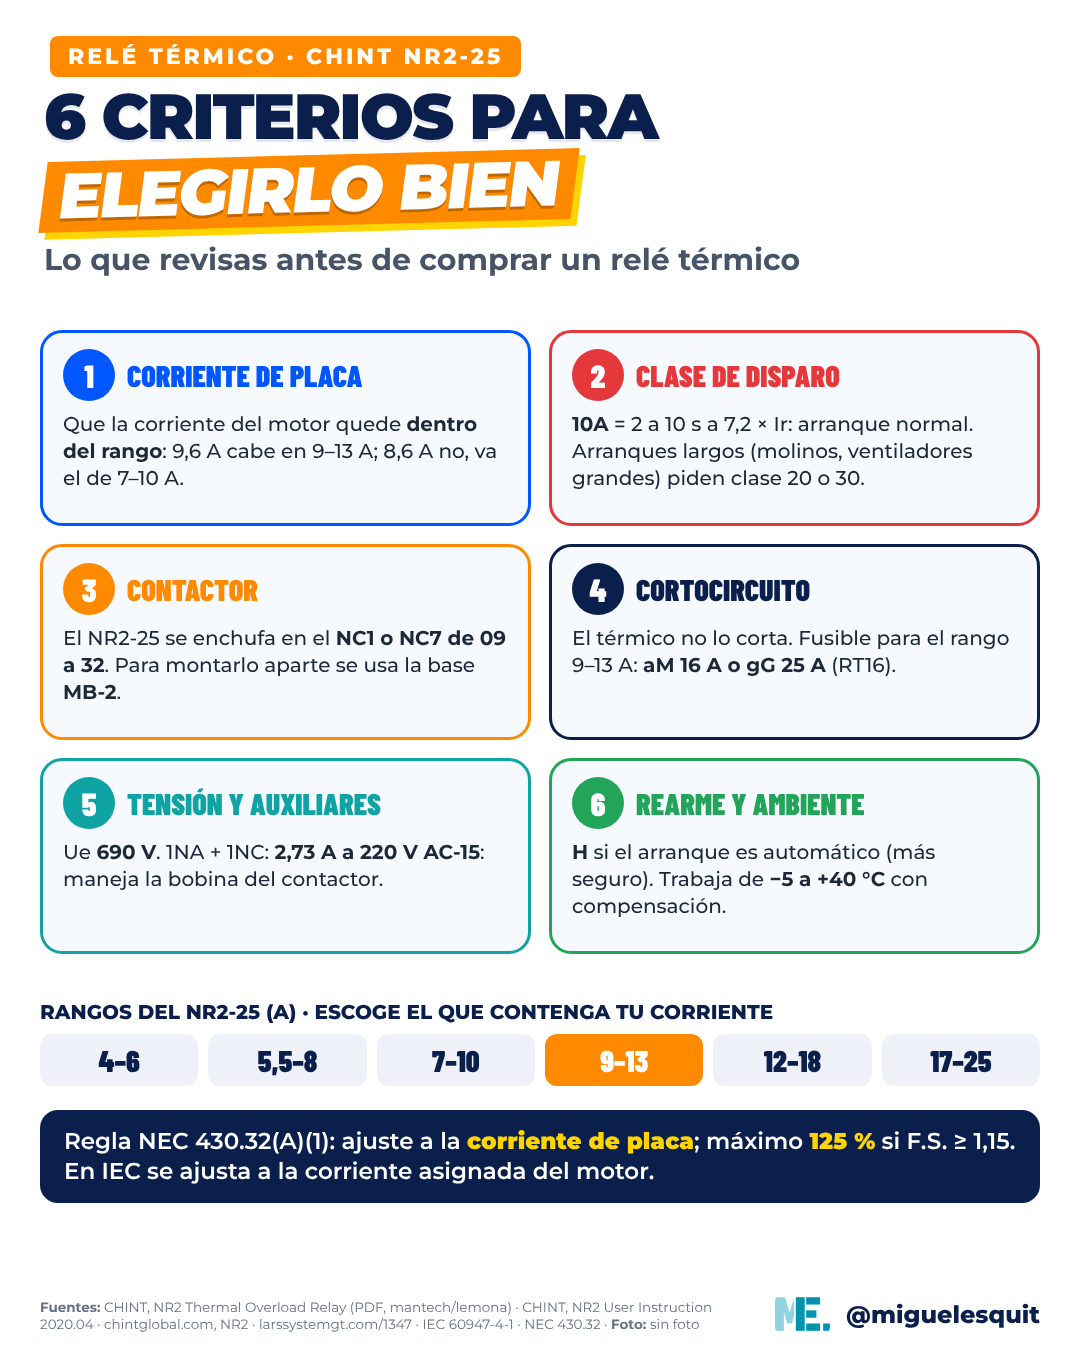 RELÉ TÉRMICO · CHINT NR2-25
6 CRITERIOS PARA
ELEGIRLO BIEN
Lo que revisas antes de comprar un relé térmico
1 CORRIENTE DE PLACA
Que la corriente del motor quede dentro
del rango: 9,6 A cabe en 9–13 A; 8,6 A no, va
el de 7–10 A.
2 CLASE DE DISPARO
10A = 2 a 10 s a 7,2 × Ir: arranque normal.
Arranques largos (molinos, ventiladores
grandes) piden clase 20 o 30.
3 CONTACTOR
El NR2-25 se enchufa en el NC1 o NC7 de 09
a 32. Para montarlo aparte se usa la base
MB-2.
4 CORTOCIRCUITO
El térmico no lo corta. Fusible para el rango
9–13 A: aM 16 A o gG 25 A (RT16).
5 TENSIÓN Y AUXILIARES
Ue 690 V. 1NA + 1NC: 2,73 A a 220 V AC-15:
maneja la bobina del contactor.
6 REARME Y AMBIENTE
H si el arranque es automático (más
seguro). Trabaja de −5 a +40 °C con
compensación.
RANGOS DEL NR2-25 (A) · ESCOGE EL QUE CONTENGA TU CORRIENTE
4–6 5,5–8 7–10 9–13 12–18 17–25
Regla NEC 430.32(A)(1): ajuste a la corriente de placa; máximo 125 % si F.S. ≥ 1,15.
En IEC se ajusta a la corriente asignada del motor.
Fuentes: CHINT, NR2 Thermal Overload Relay (PDF, mantech/lemona) · CHINT, NR2 User Instruction
2020.04 · chintglobal.com, NR2 · larssystemgt.com/1347 · IEC 60947-4-1 · NEC 430.32 · Foto: sin foto
ME. @miguelesquit